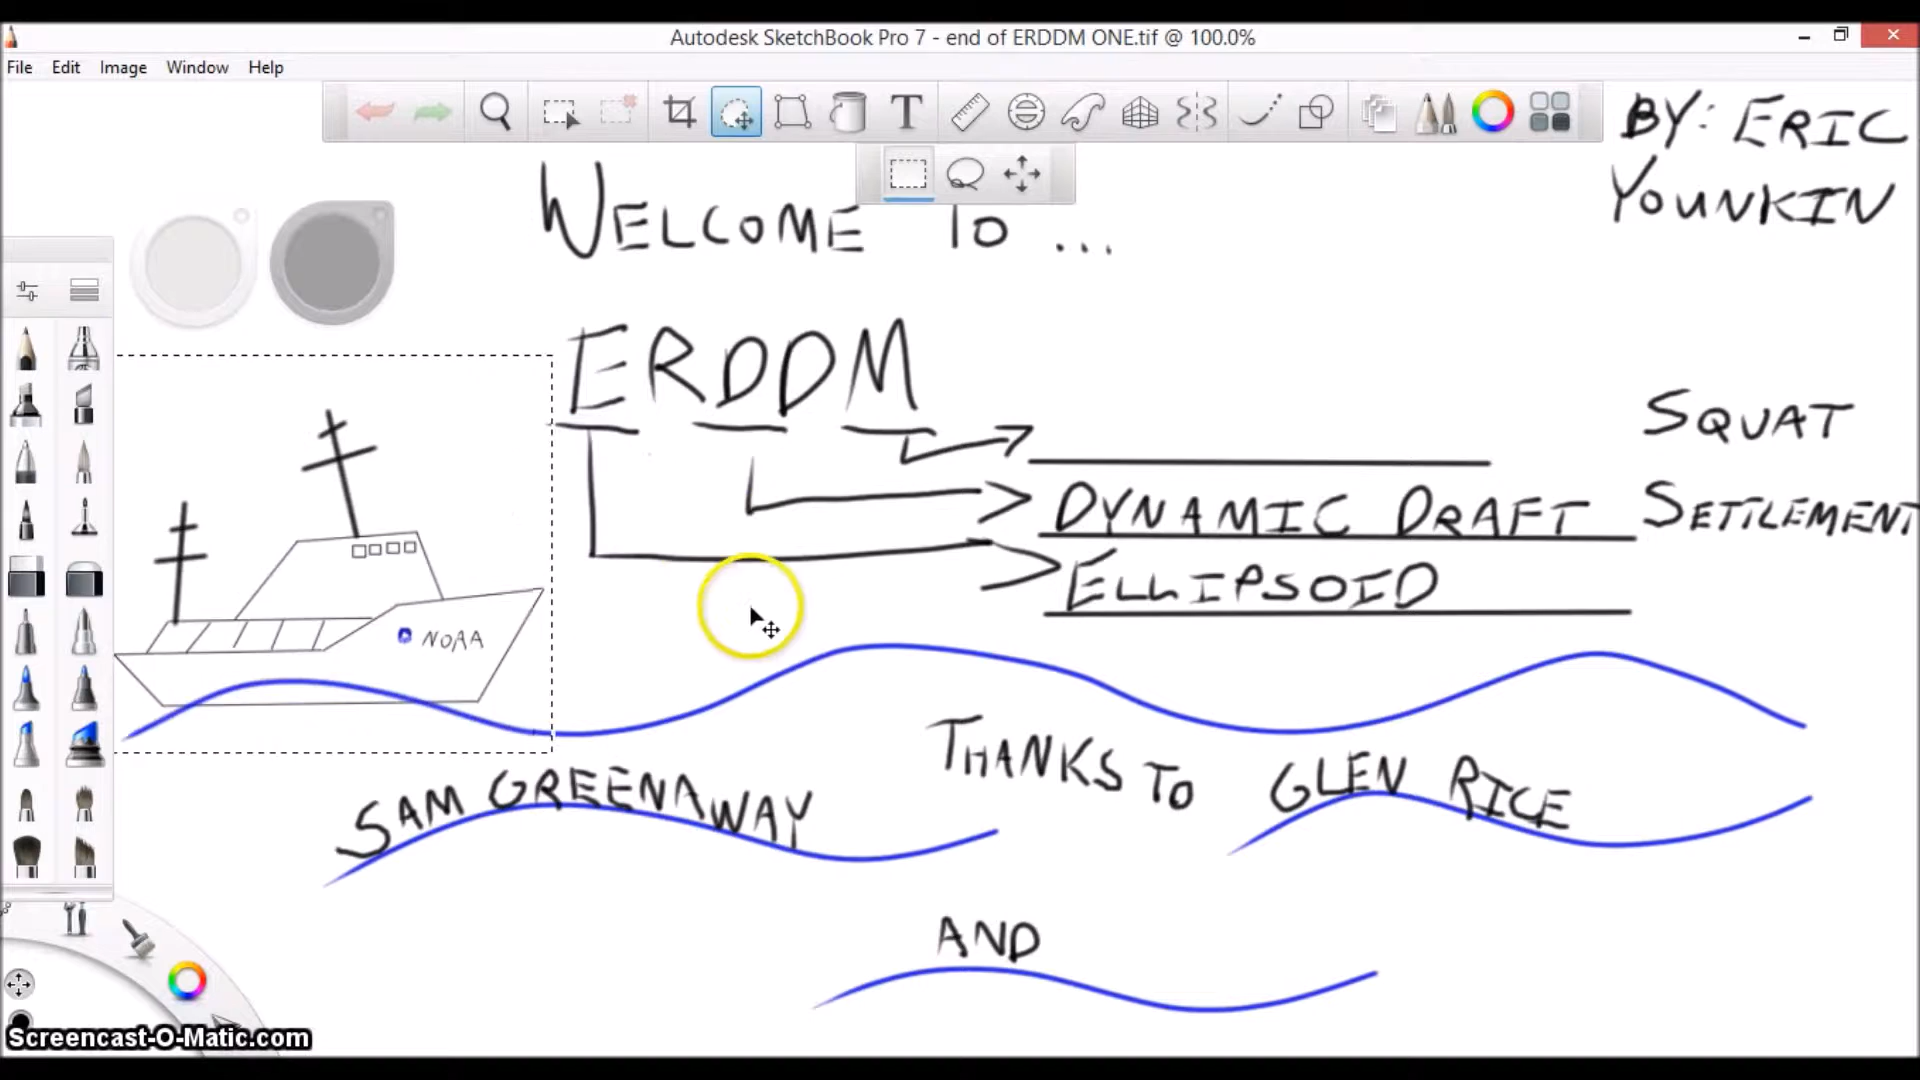 Autodesk SketchBook Pro 7 - end of ERDDM ONE.tif @ 100.0%
File Edit Image Window Help
T
BY: ERIC
YOUNKIN
WELCOME TO ...
ERDDM
SQUAT
DYNAMIC DRAFT
SETTLEMENT
ELLIPSOID
NOAA
THANKS TO GLEN RICE
SAM GREENAWAY
AND
Screencast-O-Matic.com